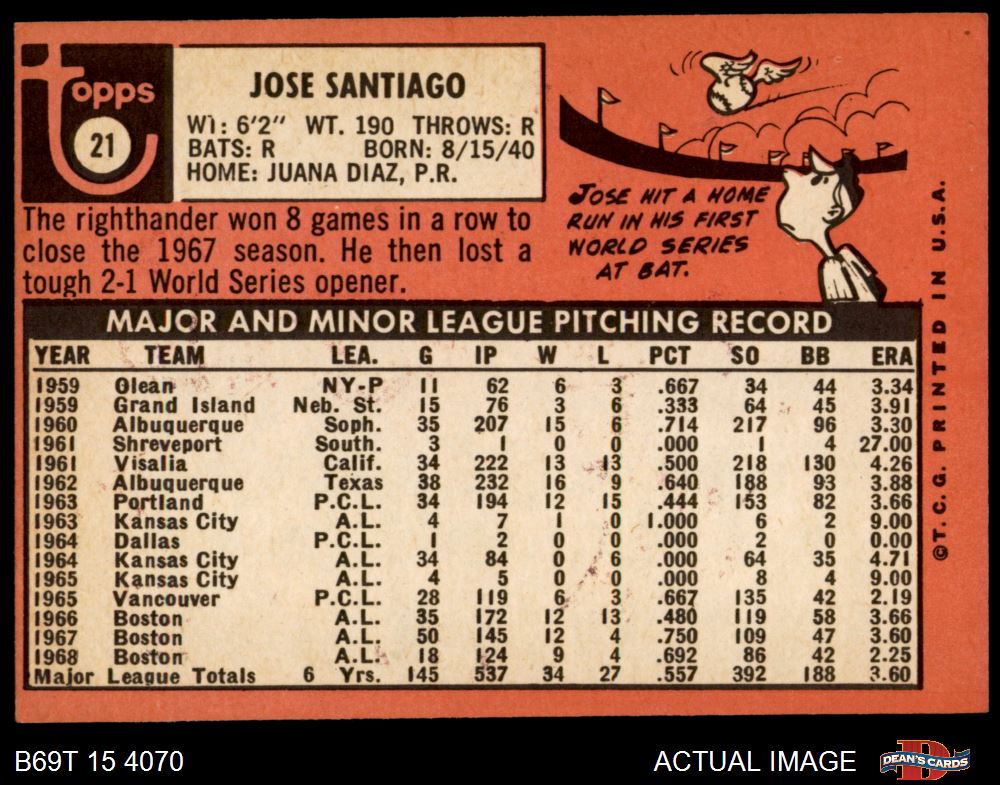 topps
21
JOSE SANTIAGO
WI: 6'2" WT. 190 THROWS: R
BATS: R BORN: 8/15/40
HOME: JUANA DIAZ, P.R.
The righthander won 8 games in a row to
close the 1967 season. He then lost a
tough 2-1 World Series opener.
JOSE HIT A HOME
RUN IN HIS FIRST
WORLD SERIES
AT BAT.
MAJOR AND MINOR LEAGUE PITCHING RECORD
YEAR TEAM LEA. G IP W L PCT SO BB ERA
1959 Olean NY-P 11 62 6 3 .667 34 44 3.34
1959 Grand Island Neb. St. 15 76 3 6 .333 64 45 3.91
1960 Albuquerque Soph. 35 207 15 6 .714 217 96 3.30
1961 Shreveport South. 3 1 0 0 .000 1 4 27.00
1961 Visalia Calif. 34 222 13 13 .500 218 130 4.26
1962 Albuquerque Texas 38 232 16 9 .640 188 93 3.88
1963 Portland P.C.L. 34 194 12 15 .444 153 82 3.66
1963 Kansas City A.L. 4 7 1 0 1.000 6 2 9.00
1964 Dallas P.C.L. 1 2 0 0 .000 2 0 0.00
1964 Kansas City A.L. 34 84 0 6 .000 64 35 4.71
1965 Kansas City A.L. 4 5 0 0 .000 8 4 9.00
1965 Vancouver P.C.L. 28 119 6 3 .667 135 42 2.19
1966 Boston A.L. 35 172 12 13 .480 119 58 3.66
1967 Boston A.L. 50 145 12 4 .750 109 47 3.60
1968 Boston A.L. 18 124 9 4 .692 86 42 2.25
Major League Totals 6 Yrs. 145 537 34 27 .557 392 188 3.60
©T.C.G. PRINTED IN U.S.A.
B69T 15 4070
ACTUAL IMAGE
D
DEAN'S CARDS